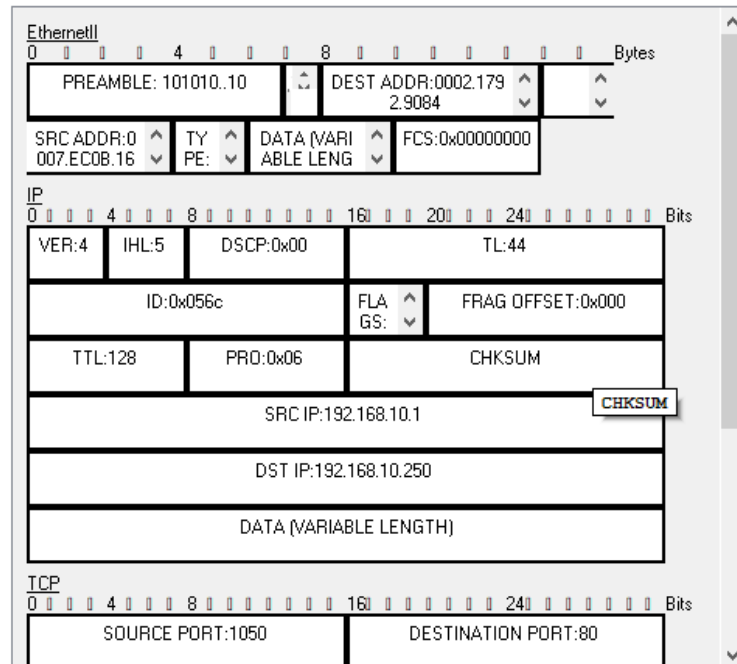 EthernetII
0 4 8 Bytes
PREAMBLE: 101010..10
DEST ADDR:0002.179
2.9084
SRC ADDR:0
007.EC0B.16
TY
PE:
DATA (VARI
ABLE LENG
FCS:0x00000000
IP
0 4 8 16 20 24 Bits
VER:4 IHL:5 DSCP:0x00 TL:44
ID:0x056c
FLA
GS:
FRAG OFFSET:0x000
TTL:128 PRO:0x06 CHKSUM
CHKSUM
SRC IP:192.168.10.1
DST IP:192.168.10.250
DATA (VARIABLE LENGTH)
TCP
0 4 8 16 24 Bits
SOURCE PORT:1050 DESTINATION PORT:80